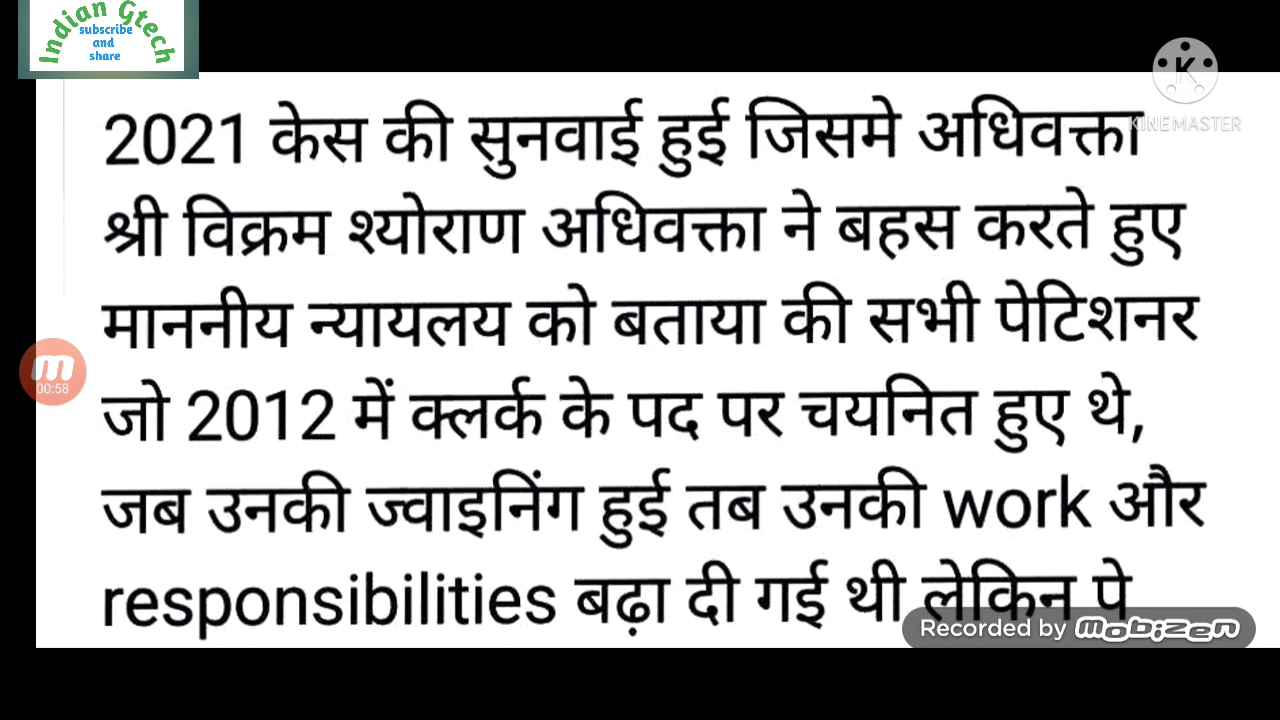 Indian Gtech
subscribe
and
share
KINEMASTER
2021 केस की सुनवाई हुई जिसमे अधिवक्ता
श्री विक्रम श्योराण अधिवक्ता ने बहस करते हुए
माननीय न्यायलय को बताया की सभी पेटिशनर
00:58
जो 2012 में क्लर्क के पद पर चयनित हुए थे,
जब उनकी ज्वाइनिंग हुई तब उनकी work और
responsibilities बढ़ा दी गई थी लेकिन पे
Recorded by Mobizen